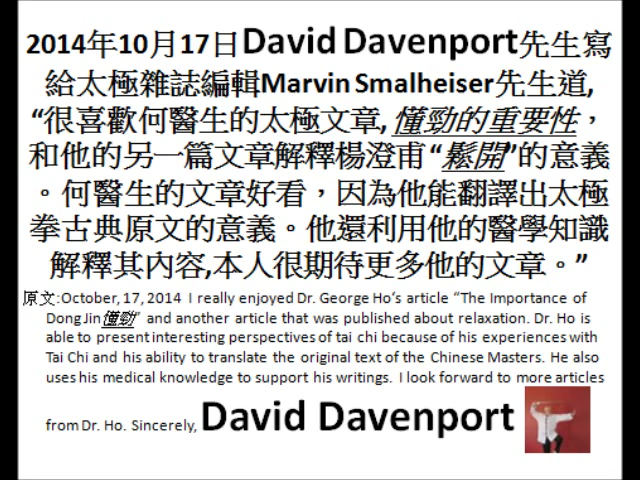 2014年10月17日David Davenport先生寫
給太極雜誌編輯Marvin Smalheiser先生道,
“很喜歡何醫生的太極文章, 懂勁的重要性，
和他的另一篇文章解釋楊澄甫 “鬆開”的意義
。何醫生的文章好看，因為他能翻譯出太極
拳古典原文的意義。他還利用他的醫學知識
解釋其內容,本人很期待更多他的文章。”
原文:October, 17, 2014 I really enjoyed Dr. George Ho’s article “The Importance of
Dong Jin懂勁” and another article that was published about relaxation. Dr. Ho is
able to present interesting perspectives of tai chi because of his experiences with
Tai Chi and his ability to translate the original text of the Chinese Masters. He also
uses his medical knowledge to support his writings. I look forward to more articles
from Dr. Ho. Sincerely, David Davenport